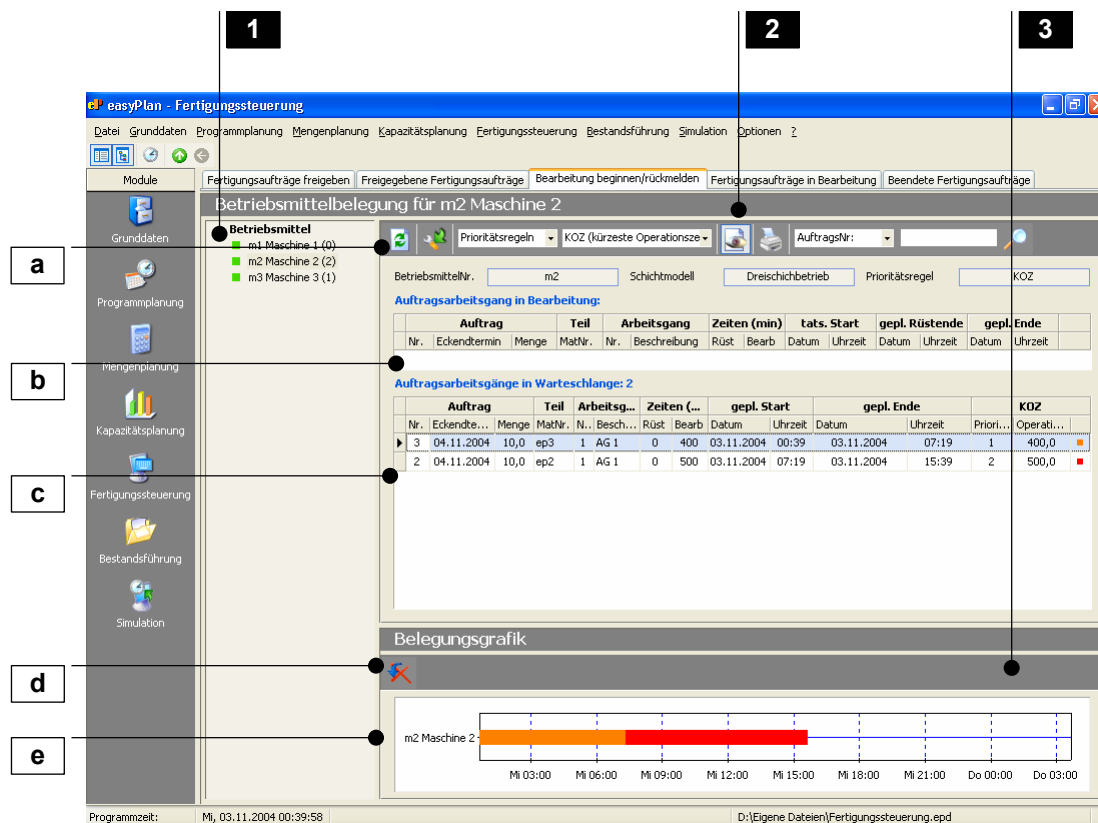 1 2 3
easyPlan - Fertigungssteuerung
Datei Grunddaten Programmplanung Mengenplanung Kapazitätsplanung Fertigungssteuerung Bestandsführung Simulation Optionen ?
Module
Fertigungsaufträge freigeben Freigegebene Fertigungsaufträge Bearbeitung beginnen/rückmelden Fertigungsaufträge in Bearbeitung Beendete Fertigungsaufträge
Betriebsmittelbelegung für m2 Maschine 2
Grunddaten
Programmplanung
Mengenplanung
Kapazitätsplanung
Fertigungssteuerung
Bestandsführung
Simulation
Betriebsmittel
m1 Maschine 1 (0)
m2 Maschine 2 (2)
m3 Maschine 3 (1)
a
b
c
d
e
Prioritätsregeln KOZ (kürzeste Operationsze AuftragsNr:
BetriebsmittelNr. m2 Schichtmodell Dreischichbetrieb Prioritätsregel KOZ
Auftragsarbeitsgang in Bearbeitung:
Auftrag Teil Arbeitsgang Zeiten (min) tats. Start gepl. Rüstende gepl. Ende
Nr. Eckendtermin Menge MatNr. Nr. Beschreibung Rüst Bearb Datum Uhrzeit Datum Uhrzeit Datum Uhrzeit
Auftragsarbeitsgänge in Warteschlange: 2
Auftrag Teil Arbeitsg... Zeiten (... gepl. Start gepl. Ende KOZ
Nr. Eckendte... Menge MatNr. N.. Besch... Rüst Bearb Datum Uhrzeit Datum Uhrzeit Priori... Operati...
3 04.11.2004 10,0 ep3 1 AG 1 0 400 03.11.2004 00:39 03.11.2004 07:19 1 400,0
2 04.11.2004 10,0 ep2 1 AG 1 0 500 03.11.2004 07:19 03.11.2004 15:39 2 500,0
Belegungsgrafik
m2 Maschine 2
Mi 03:00 Mi 06:00 Mi 09:00 Mi 12:00 Mi 15:00 Mi 18:00 Mi 21:00 Do 00:00 Do 03:00
Programmzeit: Mi, 03.11.2004 00:39:58 D:\Eigene Dateien\Fertigungssteuerung.epd